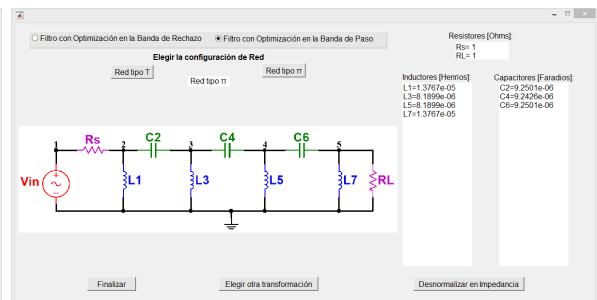 Filtro con Optimización en la Banda de Rechazo
Filtro con Optimización en la Banda de Paso
Elegir la configuración de Red
Red tipo T
Red tipo π
Red tipo π
Resistores [Ohms]:
Rs= 1
RL= 1
Inductores [Henrios]:
L1=1.3767e-05
L3=8.1899e-06
L5=8.1899e-06
L7=1.3767e-05
Capacitores [Faradios]:
C2=9.2501e-06
C4=9.2426e-06
C6=9.2501e-06
1
Rs
2
C2
3
C4
4
C6
5
Vin
L1
L3
L5
L7
RL
Finalizar
Elegir otra transformación
Desnormalizar en Impedancia